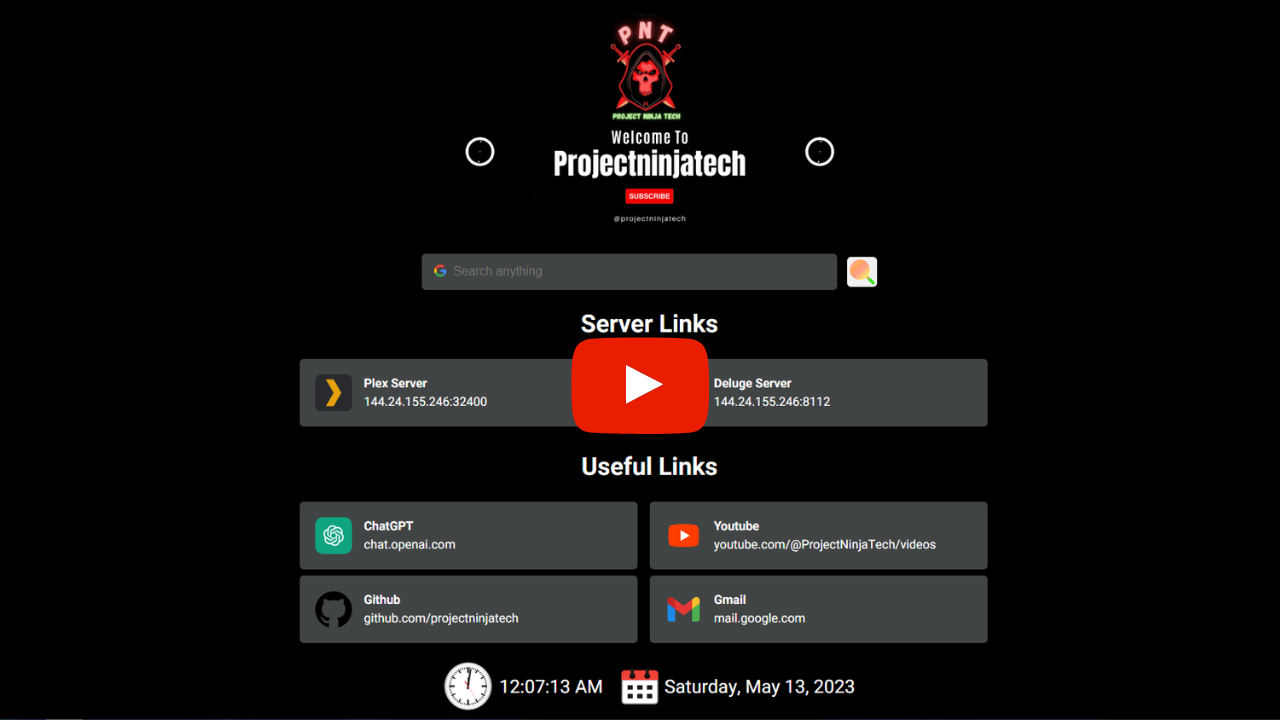 PNT
PROJECT NINJA TECH
Welcome To
Projectninjatech
SUBSCRIBE
@projectninjatech
Search anything
Server Links
Plex Server
144.24.155.246:32400
Deluge Server
144.24.155.246:8112
Useful Links
ChatGPT
chat.openai.com
Youtube
youtube.com/@ProjectNinjaTech/videos
Github
github.com/projectninjatech
Gmail
mail.google.com
12:07:13 AM
Saturday, May 13, 2023